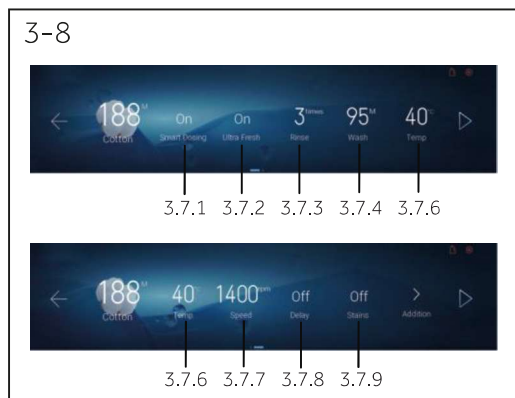 3-8
188M On On 3times 95M 40°C
Cotton Smart Dosing Ultra Fresh Rinse Wash Temp
3.7.1 3.7.2 3.7.3 3.7.4 3.7.6
188M 40°C 1400rpm Off Off
Cotton Temp Speed Delay Stains Addition
3.7.6 3.7.7 3.7.8 3.7.9